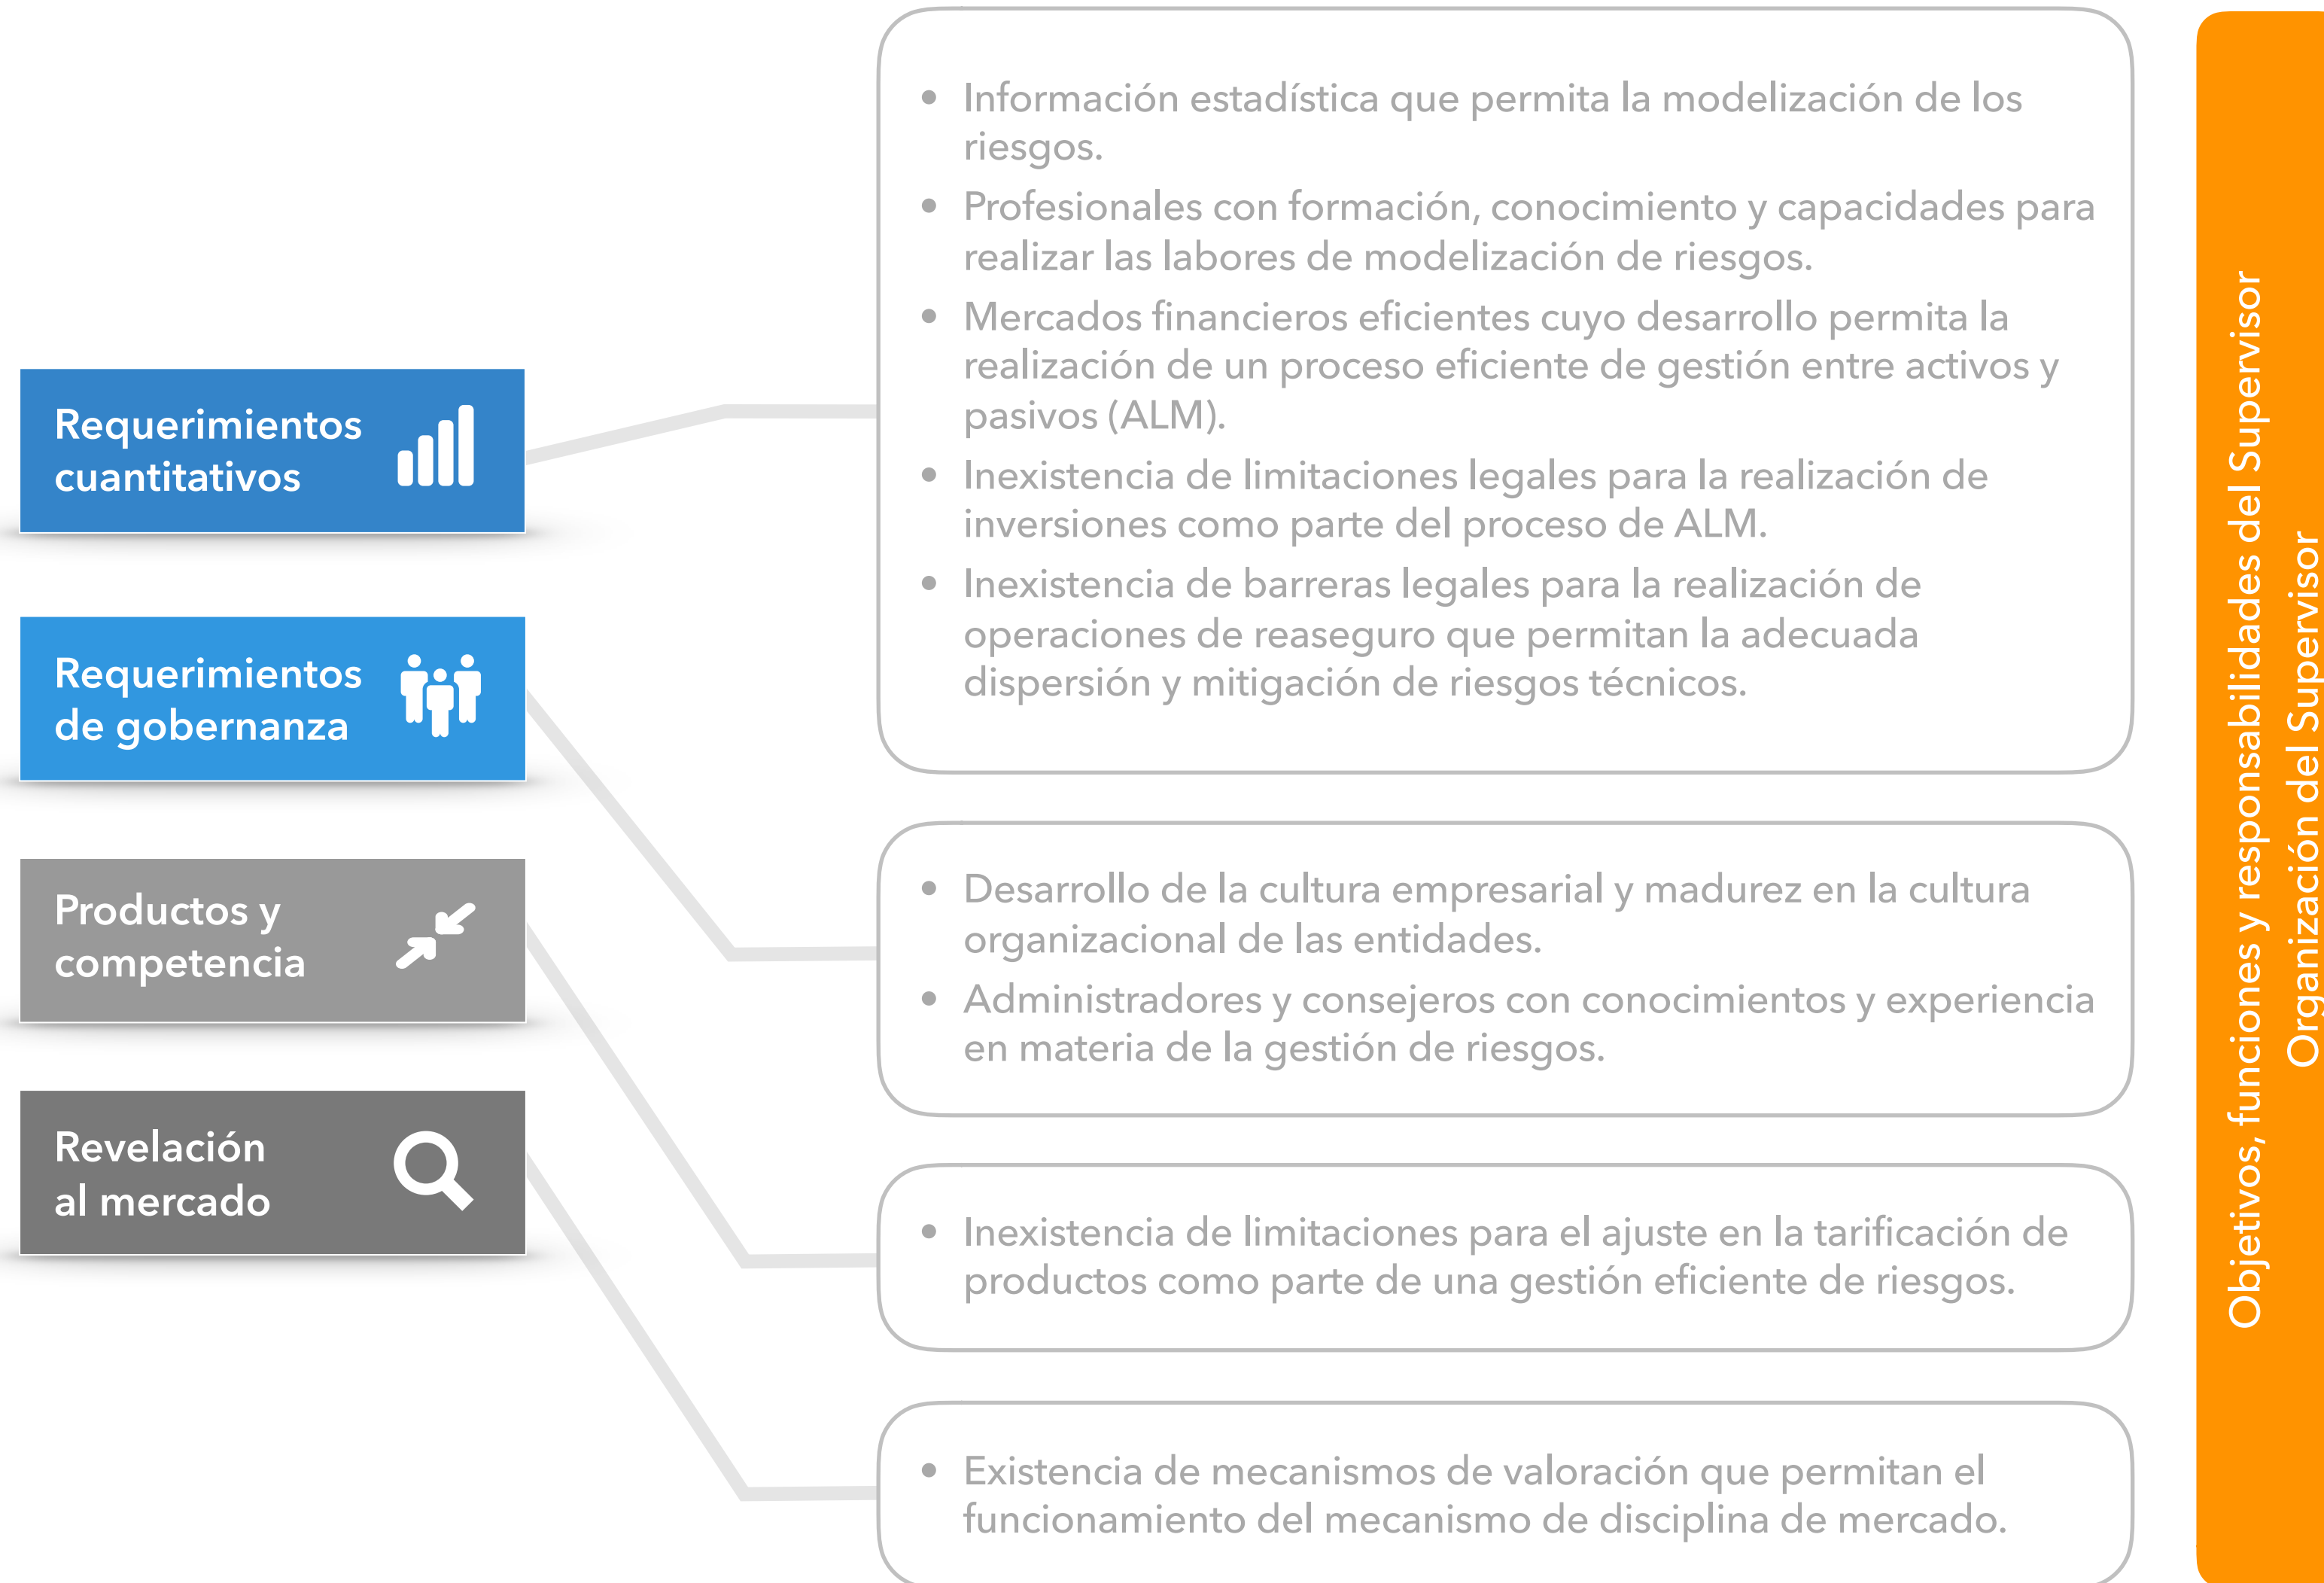 Requerimientos
cuantitativos
• Información estadística que permita la modelización de los
riesgos.
• Profesionales con formación, conocimiento y capacidades para
realizar las labores de modelización de riesgos.
• Mercados financieros eficientes cuyo desarrollo permita la
realización de un proceso eficiente de gestión entre activos y
pasivos (ALM).
• Inexistencia de limitaciones legales para la realización de
inversiones como parte del proceso de ALM.
• Inexistencia de barreras legales para la realización de
operaciones de reaseguro que permitan la adecuada
dispersión y mitigación de riesgos técnicos.
Requerimientos
de gobernanza
• Desarrollo de la cultura empresarial y madurez en la cultura
organizacional de las entidades.
• Administradores y consejeros con conocimientos y experiencia
en materia de la gestión de riesgos.
Productos y
competencia
• Inexistencia de limitaciones para el ajuste en la tarificación de
productos como parte de una gestión eficiente de riesgos.
Revelación
al mercado
• Existencia de mecanismos de valoración que permitan el
funcionamiento del mecanismo de disciplina de mercado.
Objetivos, funciones y responsabilidades del Supervisor
Organización del Supervisor